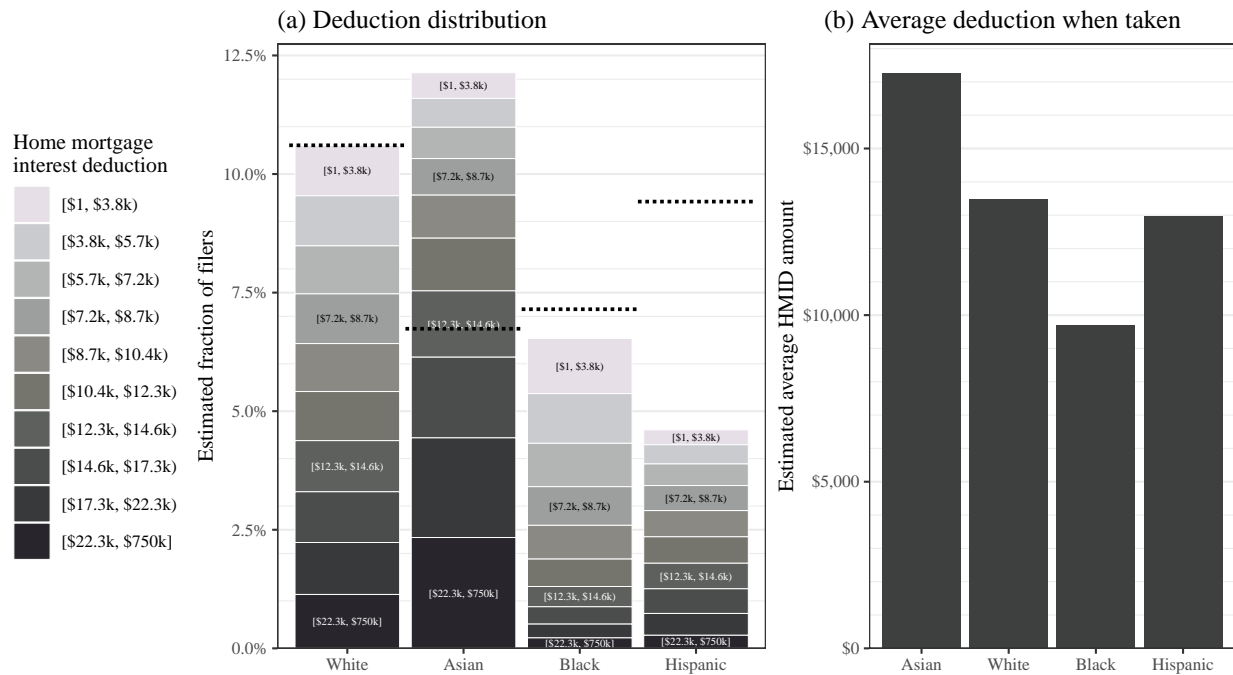 (a) Deduction distribution
(b) Average deduction when taken
Home mortgage
interest deduction
[$1, $3.8k)
[$3.8k, $5.7k)
[$5.7k, $7.2k)
[$7.2k, $8.7k)
[$8.7k, $10.4k)
[$10.4k, $12.3k)
[$12.3k, $14.6k)
[$14.6k, $17.3k)
[$17.3k, $22.3k)
[$22.3k, $750k]
Estimated fraction of filers
12.5%
10.0%
7.5%
5.0%
2.5%
0.0%
[$1, $3.8k)
[$7.2k, $8.7k)
[$12.3k, $14.6k)
[$22.3k, $750k]
[$1, $3.8k)
[$7.2k, $8.7k)
[$12.3k, $14.6k)
[$22.3k, $750k]
[$1, $3.8k)
[$7.2k, $8.7k)
[$12.3k, $14.6k)
[$22.3k, $750k]
[$1, $3.8k)
[$7.2k, $8.7k)
[$12.3k, $14.6k)
[$22.3k, $750k]
White Asian Black Hispanic
Estimated average HMID amount
$15,000
$10,000
$5,000
$0
Asian White Black Hispanic